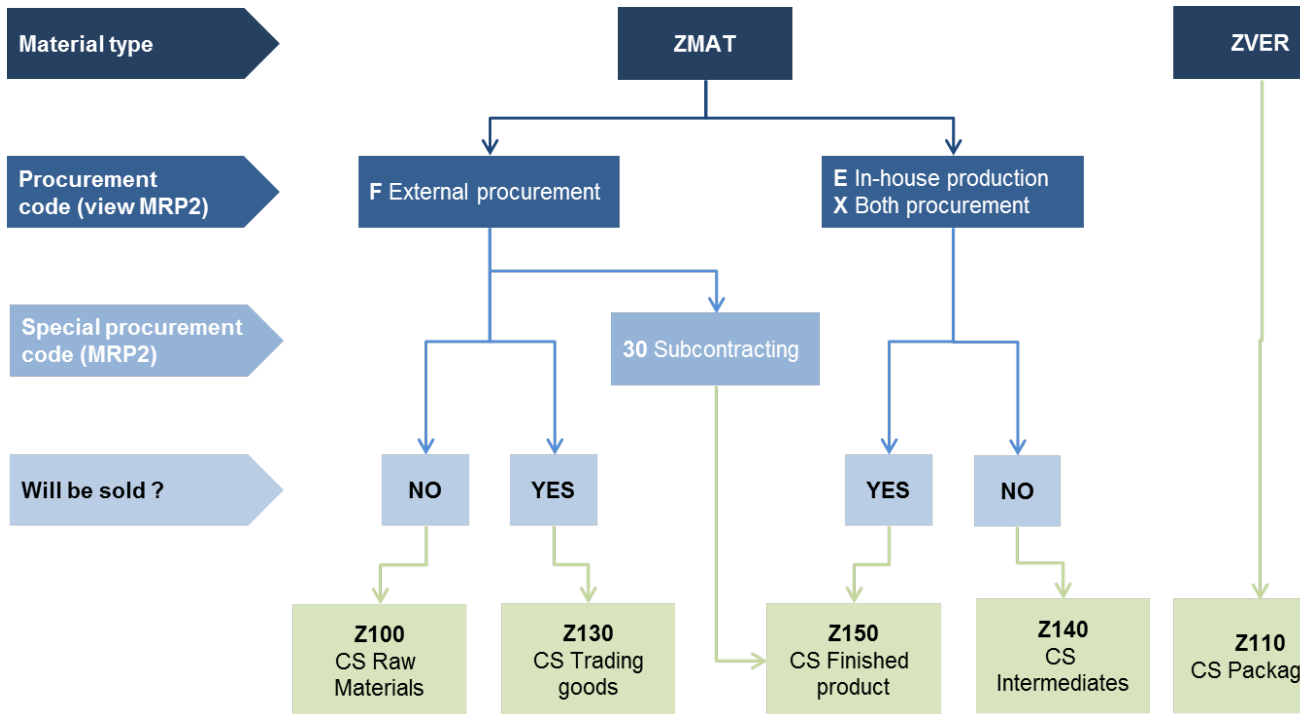 Material type
ZMAT
ZVER
Procurement
code (view MRP2)
F External procurement
E In-house production
X Both procurement
Special procurement
code (MRP2)
30 Subcontracting
Will be sold ?
NO
YES
YES
NO
Z100
CS Raw
Materials
Z130
CS Trading
goods
Z150
CS Finished
product
Z140
CS
Intermediates
Z110
CS Packag